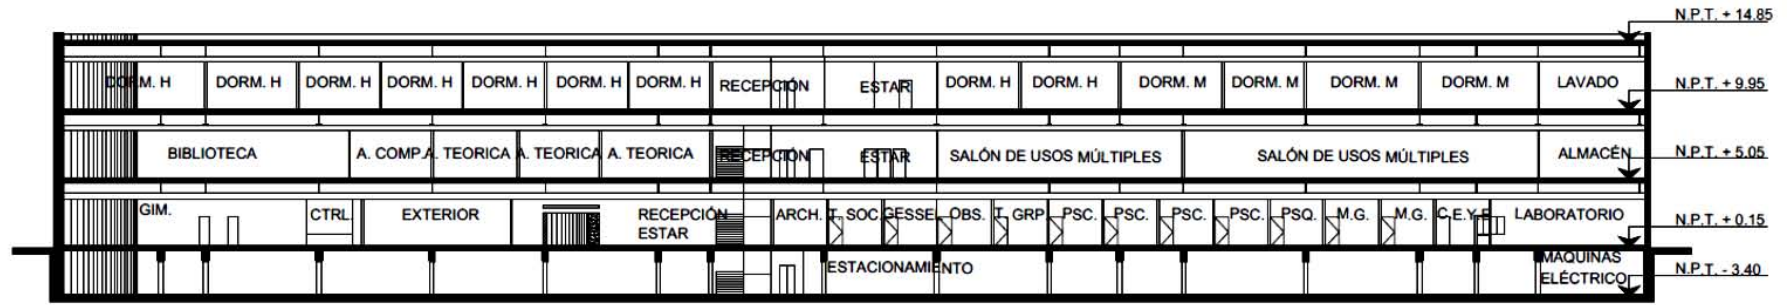 N.P.T. + 14.85
DORM. H DORM. H DORM. H DORM. H DORM. H DORM. H DORM. H RECEPCIÓN ESTAR DORM. H DORM. H DORM. M DORM. M DORM. M DORM. M LAVADO N.P.T. + 9.95
BIBLIOTECA A. COMP. A. TEORICA A. TEORICA A. TEORICA RECEPCIÓN ESTAR SALÓN DE USOS MÚLTIPLES SALÓN DE USOS MÚLTIPLES ALMACÉN N.P.T. + 5.05
GIM. CTRL. EXTERIOR RECEPCIÓN ARCH. T. SOC. GESSEL OBS. T. GRP. PSC. PSC. PSC. PSC. PSQ. M.G. M.G. C.E.Y.E LABORATORIO N.P.T. + 0.15
ESTAR
ESTACIONAMIENTO MAQUINAS
ELÉCTRICO N.P.T. - 3.40